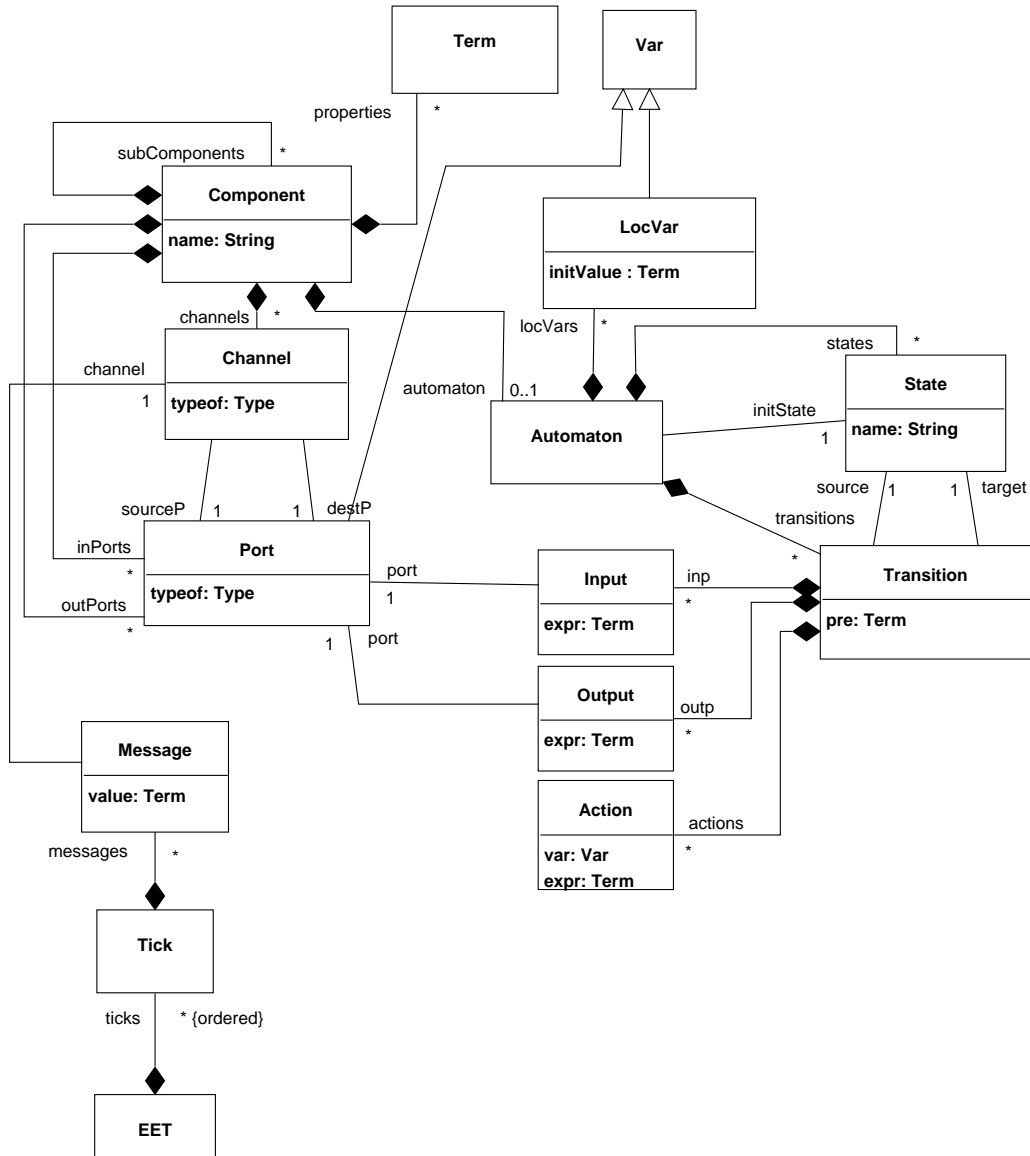 Term
Var
properties
*
subComponents
*
Component
name: String
LocVar
initValue : Term
channels
*
locVars
*
Channel
typeof: Type
channel
1
states
*
State
name: String
automaton
0..1
Automaton
initState
1
source
1
1
target
sourceP
1
1
destP
transitions
*
inPorts
*
Port
typeof: Type
outPorts
*
port
1
1
port
Input
expr: Term
inp
*
Transition
pre: Term
Output
expr: Term
outp
*
Message
value: Term
Action
var: Var
expr: Term
actions
*
messages
*
Tick
ticks
* {ordered}
EET